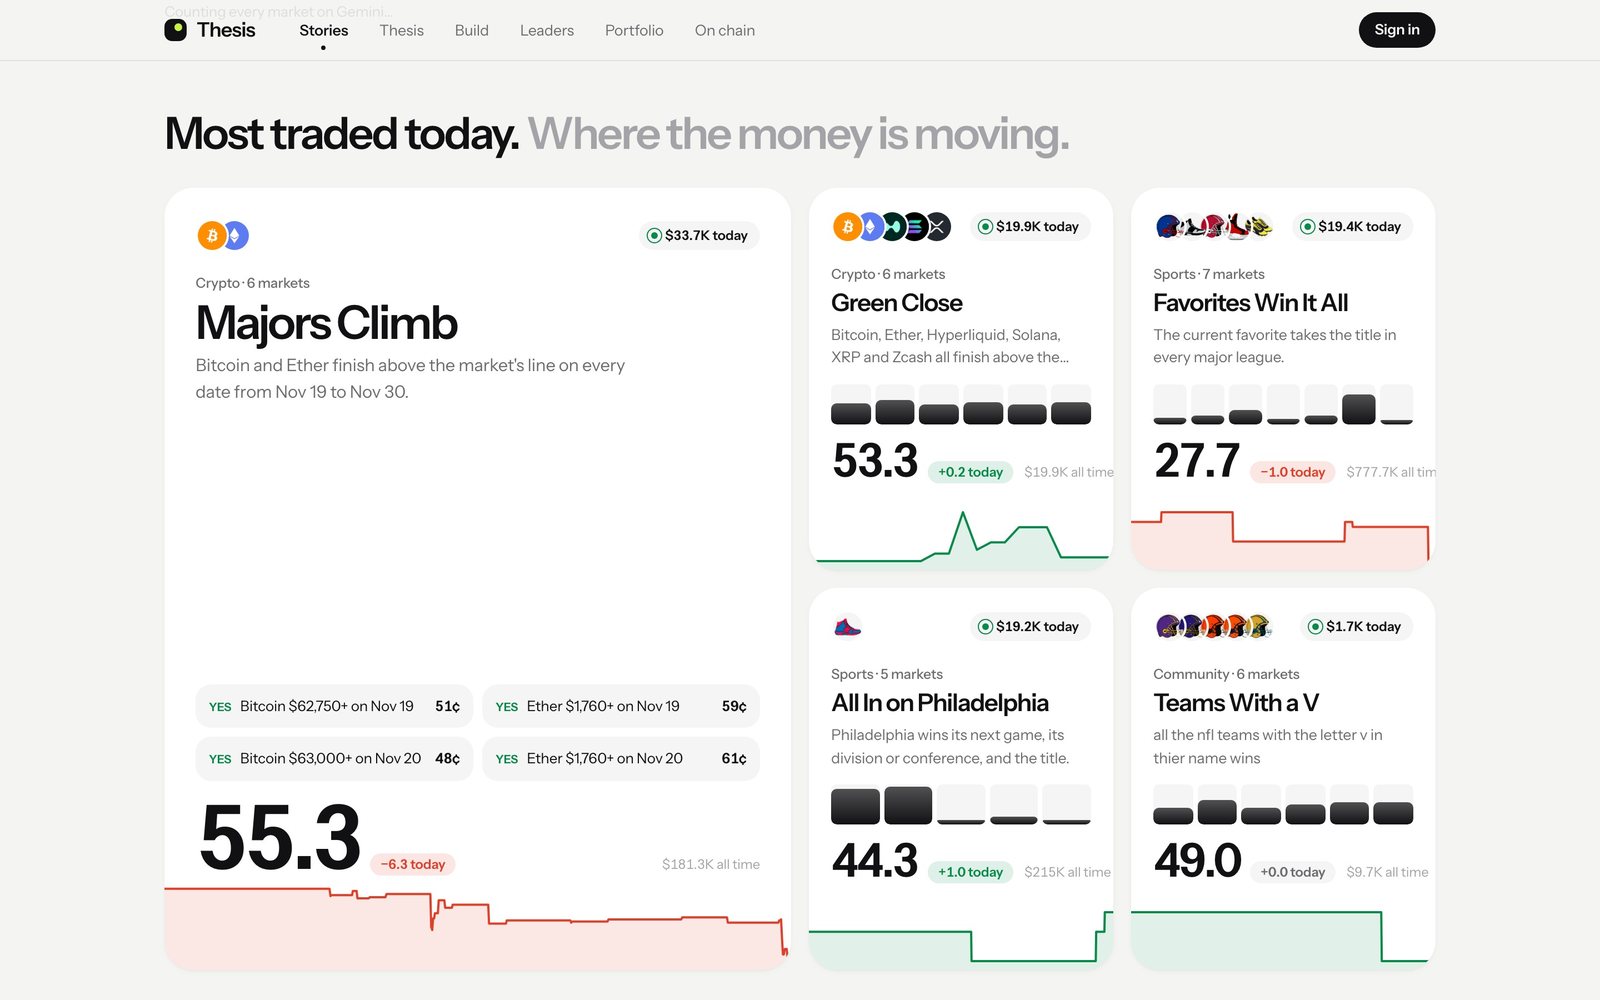 Counting every market on Gemini...
Thesis
Stories
Thesis
Build
Leaders
Portfolio
On chain
Sign in
Most traded today. Where the money is moving.
$33.7K today
Crypto · 6 markets
Majors Climb
Bitcoin and Ether finish above the market's line on every
date from Nov 19 to Nov 30.
YES Bitcoin $62,750+ on Nov 19 51¢
YES Ether $1,760+ on Nov 19 59¢
YES Bitcoin $63,000+ on Nov 20 48¢
YES Ether $1,760+ on Nov 20 61¢
55.3
−6.3 today
$181.3K all time
$19.9K today
Crypto · 6 markets
Green Close
Bitcoin, Ether, Hyperliquid, Solana,
XRP and Zcash all finish above the...
53.3
+0.2 today
$19.9K all time
$19.4K today
Sports · 7 markets
Favorites Win It All
The current favorite takes the title in
every major league.
27.7
−1.0 today
$777.7K all tim
$19.2K today
Sports · 5 markets
All In on Philadelphia
Philadelphia wins its next game, its
division or conference, and the title.
44.3
+1.0 today
$215K all time
$1.7K today
Community · 6 markets
Teams With a V
all the nfl teams with the letter v in
thier name wins
49.0
+0.0 today
$9.7K all time